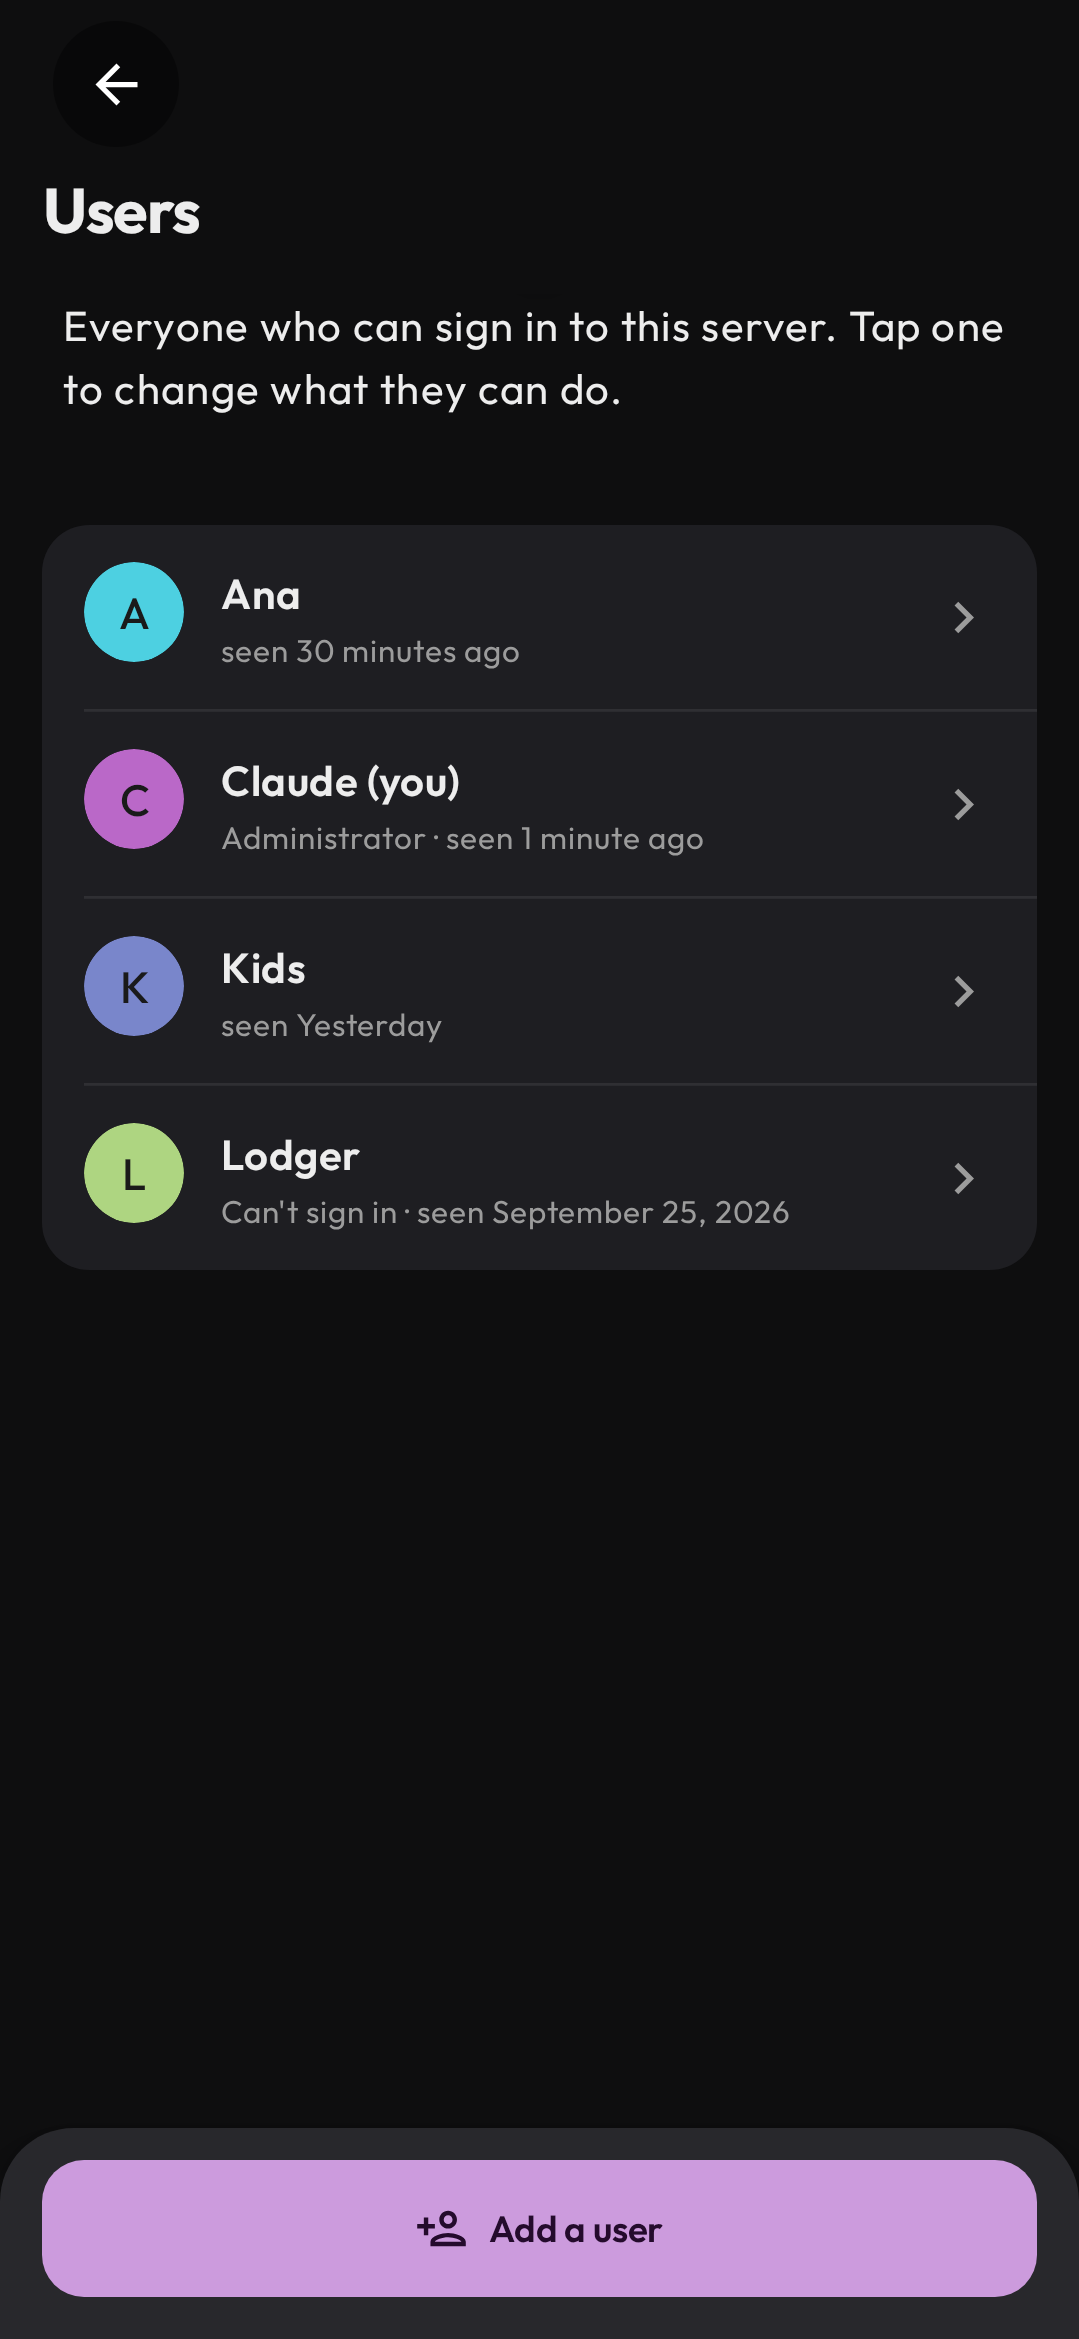 Users
Everyone who can sign in to this server. Tap one
to change what they can do.
A
Ana
seen 30 minutes ago
C
Claude (you)
Administrator · seen 1 minute ago
K
Kids
seen Yesterday
L
Lodger
Can't sign in · seen September 25, 2026
Add a user